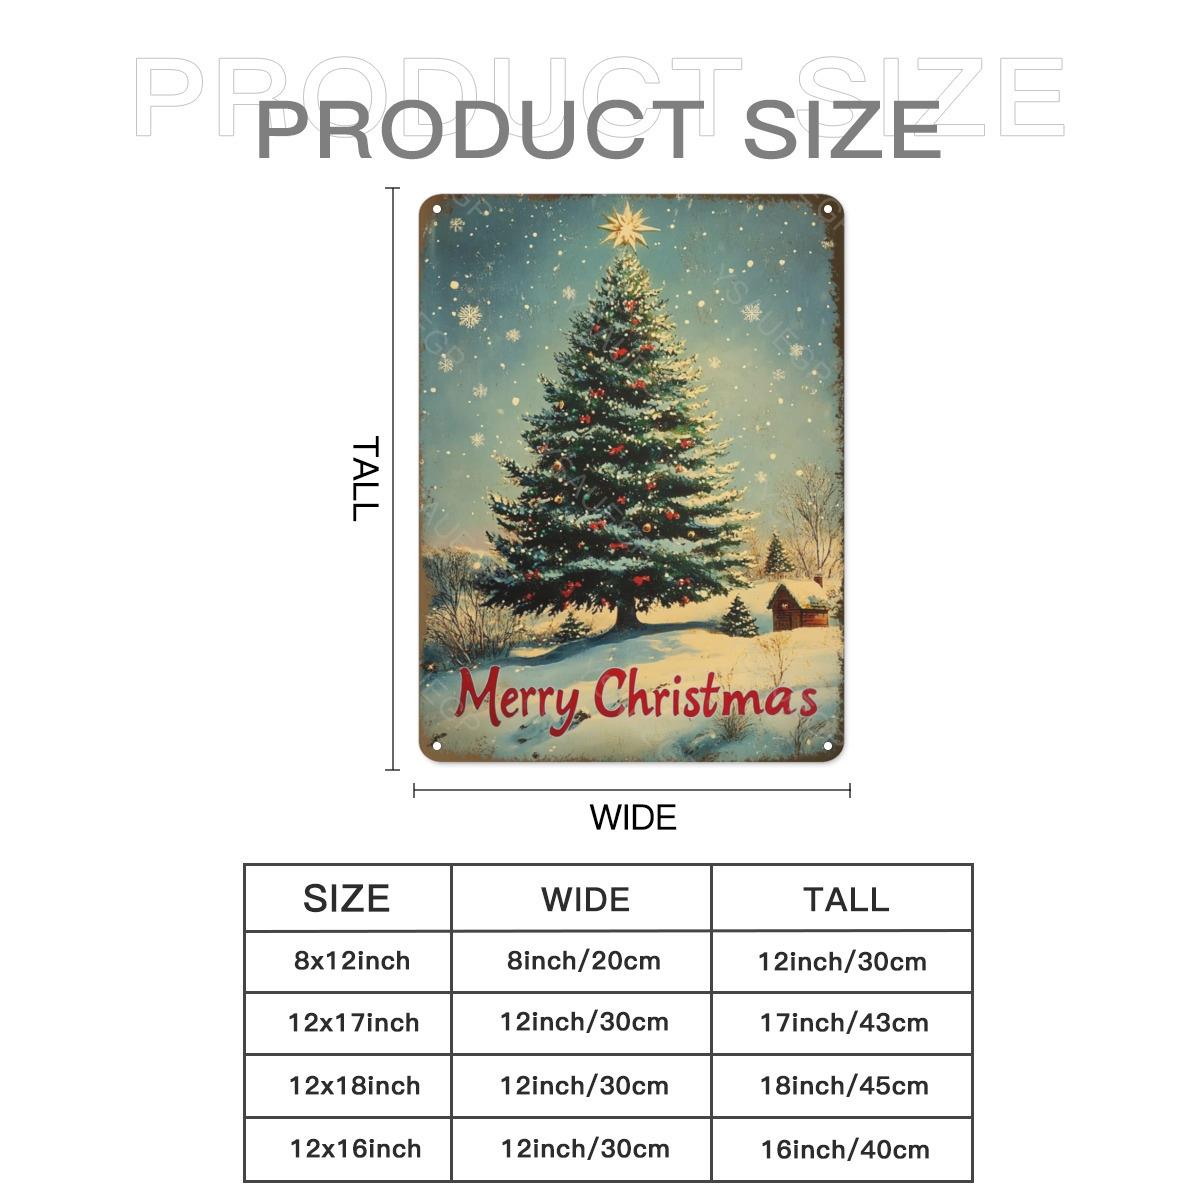 PRODUCT SIZE
PRODUCT SIZE
TALL
Merry Christmas
WIDE
SIZE WIDE TALL
8x12inch 8inch/20cm 12inch/30cm
12x17inch 12inch/30cm 17inch/43cm
12x18inch 12inch/30cm 18inch/45cm
12x16inch 12inch/30cm 16inch/40cm